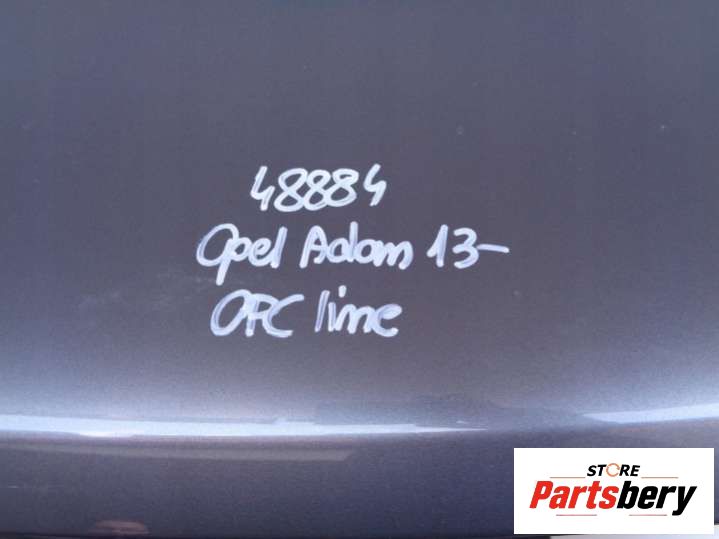 48884
Opel Adam 13-
OPC line
STORE
Partsbery